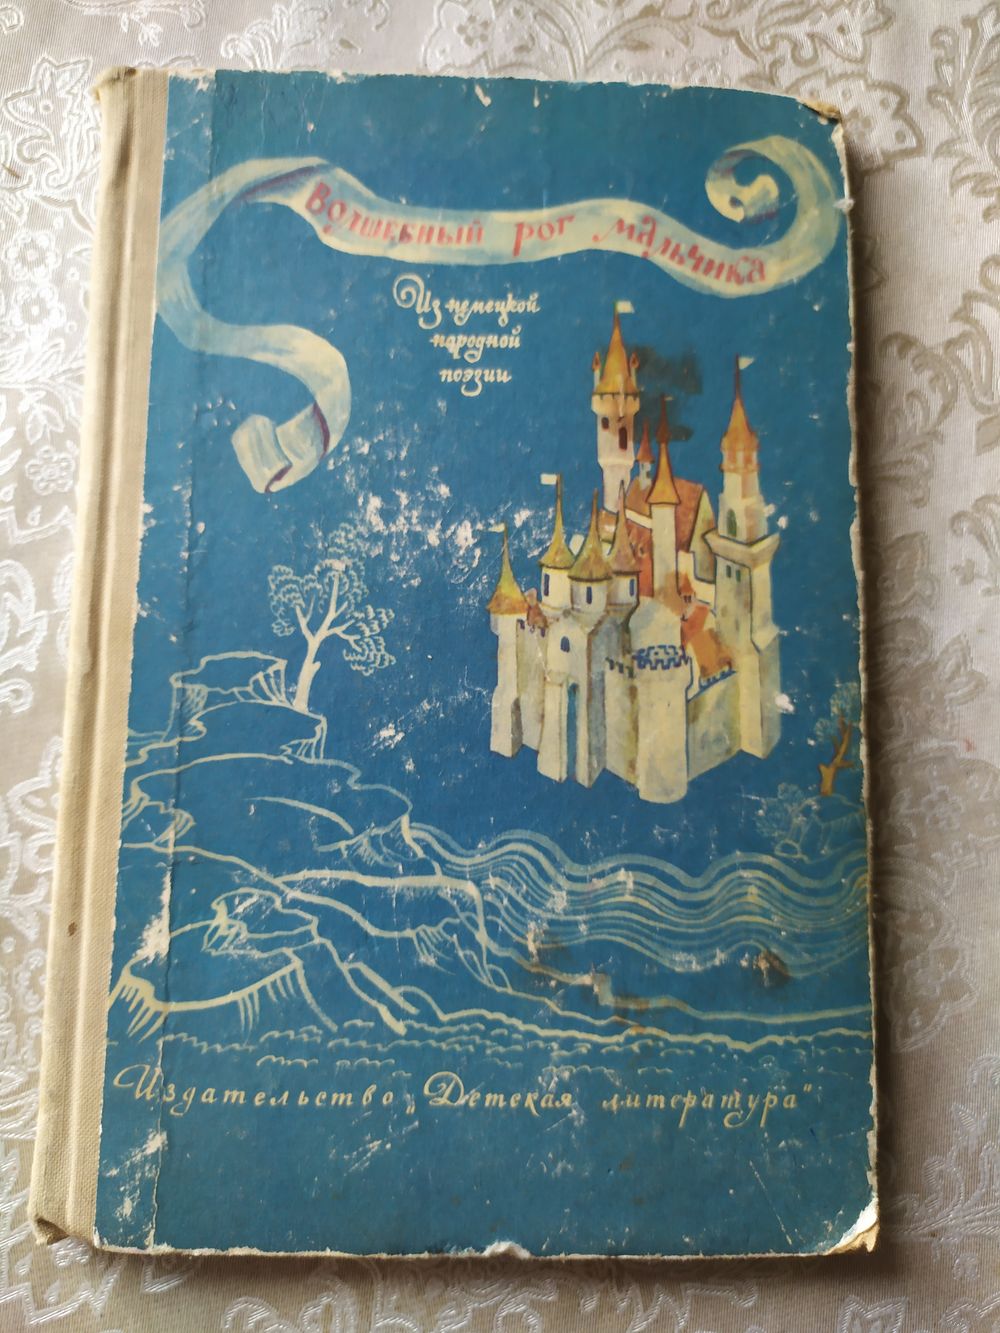 Волшебный рог мальчика
Из немецкой
народной
поэзии
Издательство „Детская литература"